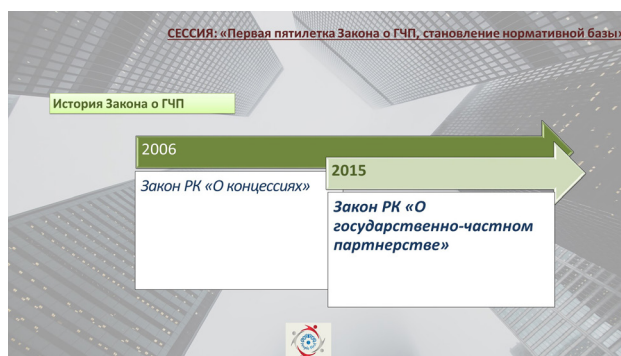 СЕССИЯ: «Первая пятилетка Закона о ГЧП, становление нормативной базы»
История Закона о ГЧП
2006
Закон РК «О концессиях»
2015
Закон РК «О
государственно-частном
партнерстве»